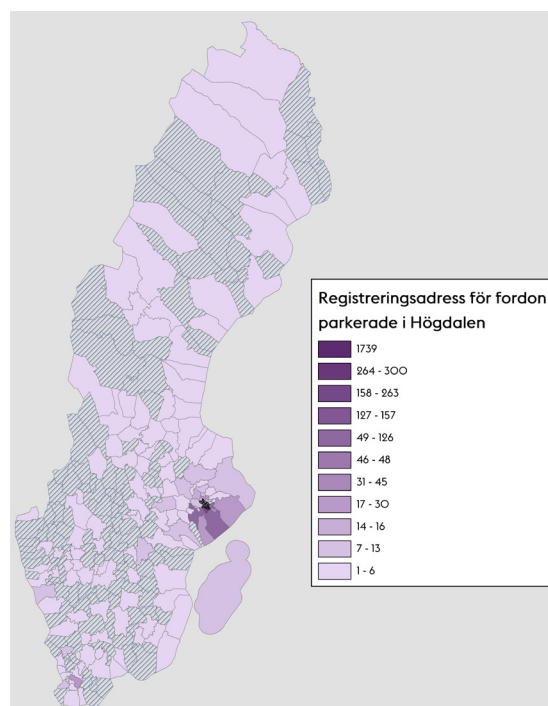 Registreringsadress för fordon
parkerade i Högdalen
1739
264 - 300
158 - 263
127 - 157
49 - 126
46 - 48
31 - 45
17 - 30
14 - 16
7 - 13
1 - 6